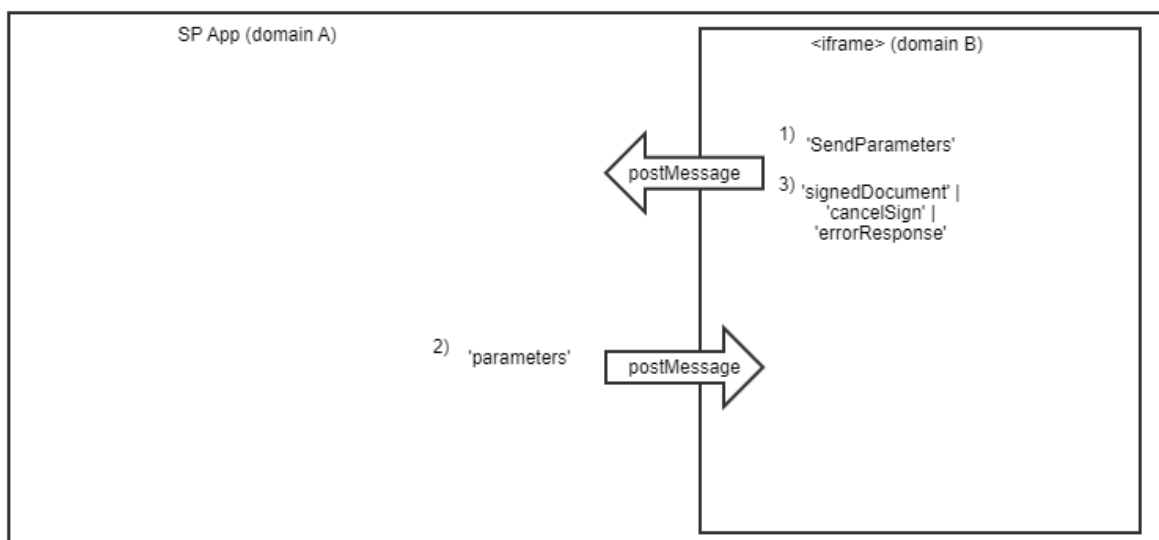 SP App (domain A)
<iframe> (domain B)
1) 'SendParameters'
postMessage
3) 'signedDocument' |
'cancelSign' |
'errorResponse'
2) 'parameters'
postMessage